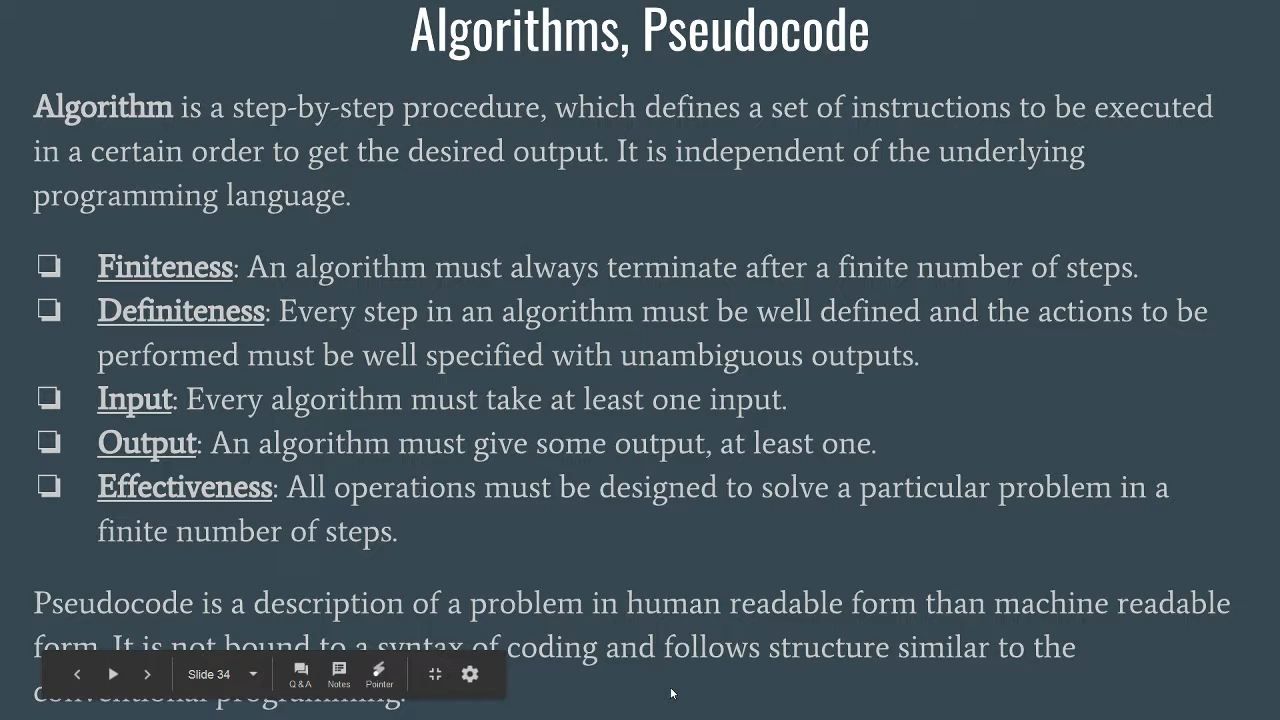 Algorithms, Pseudocode
Algorithm is a step-by-step procedure, which defines a set of instructions to be executed
in a certain order to get the desired output. It is independent of the underlying
programming language.
Finiteness: An algorithm must always terminate after a finite number of steps.
Definiteness: Every step in an algorithm must be well defined and the actions to be
performed must be well specified with unambiguous outputs.
Input: Every algorithm must take at least one input.
Output: An algorithm must give some output, at least one.
Effectiveness: All operations must be designed to solve a particular problem in a
finite number of steps.
Pseudocode is a description of a problem in human readable form than machine readable
form. It is not bound to a syntax of coding and follows structure similar to the
conventional programming.
Slide 34
Q & A
Notes
Pointer